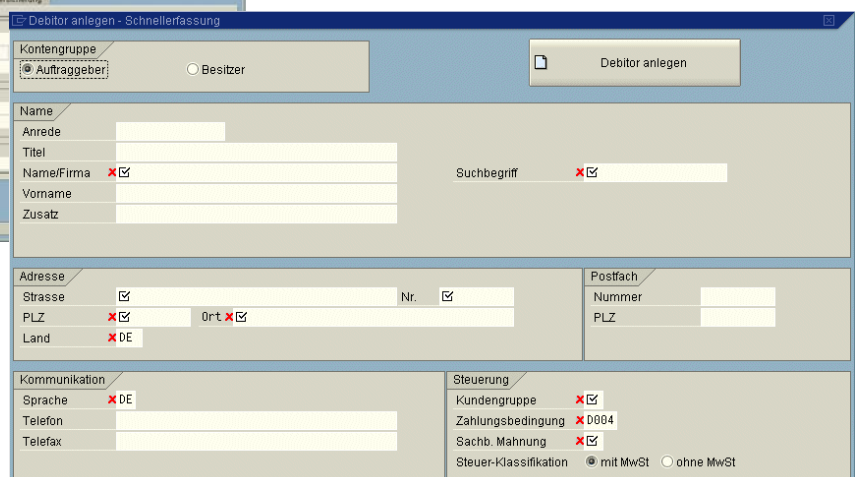 Debitor anlegen - Schnellerfassung
Kontengruppe
Auftraggeber Besitzer
Debitor anlegen
Name
Anrede
Titel
Name/Firma Suchbegriff
Vorname
Zusatz
Adresse
Strasse Nr.
PLZ Ort
Land DE
Postfach
Nummer
PLZ
Kommunikation
Sprache DE
Telefon
Telefax
Steuerung
Kundengruppe
Zahlungsbedingung D004
Sachb. Mahnung
Steuer-Klassifikation mit MwSt ohne MwSt